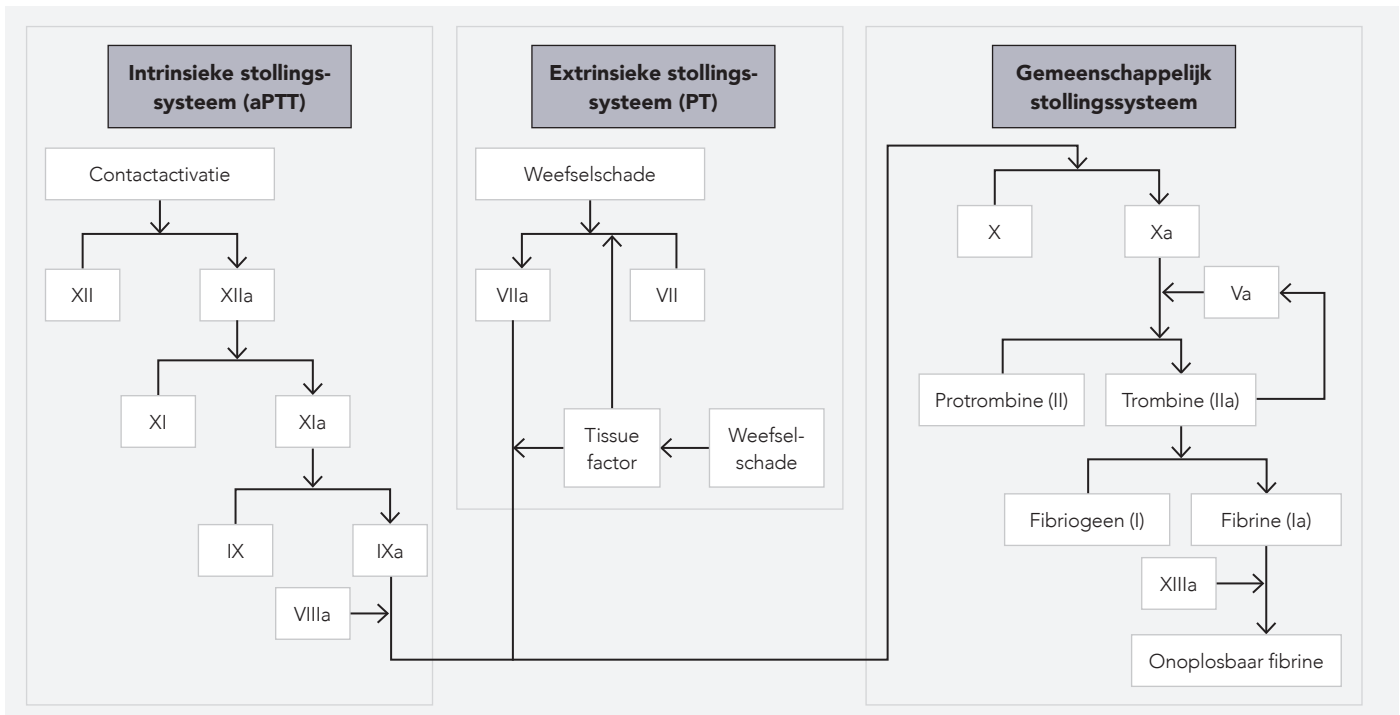 Intrinsieke stollings-
systeem (aPTT)
Contactactivatie
XII
XIIa
XI
XIa
IX
IXa
VIIIa
Extrinsieke stollings-
systeem (PT)
Weefselschade
VIIa
VII
Tissue
factor
Weefsel-
schade
Gemeenschappelijk
stollingssysteem
X
Xa
Va
Protrombine (II)
Trombine (IIa)
Fibriogeen (I)
Fibrine (Ia)
XIIIa
Onoplosbaar fibrine